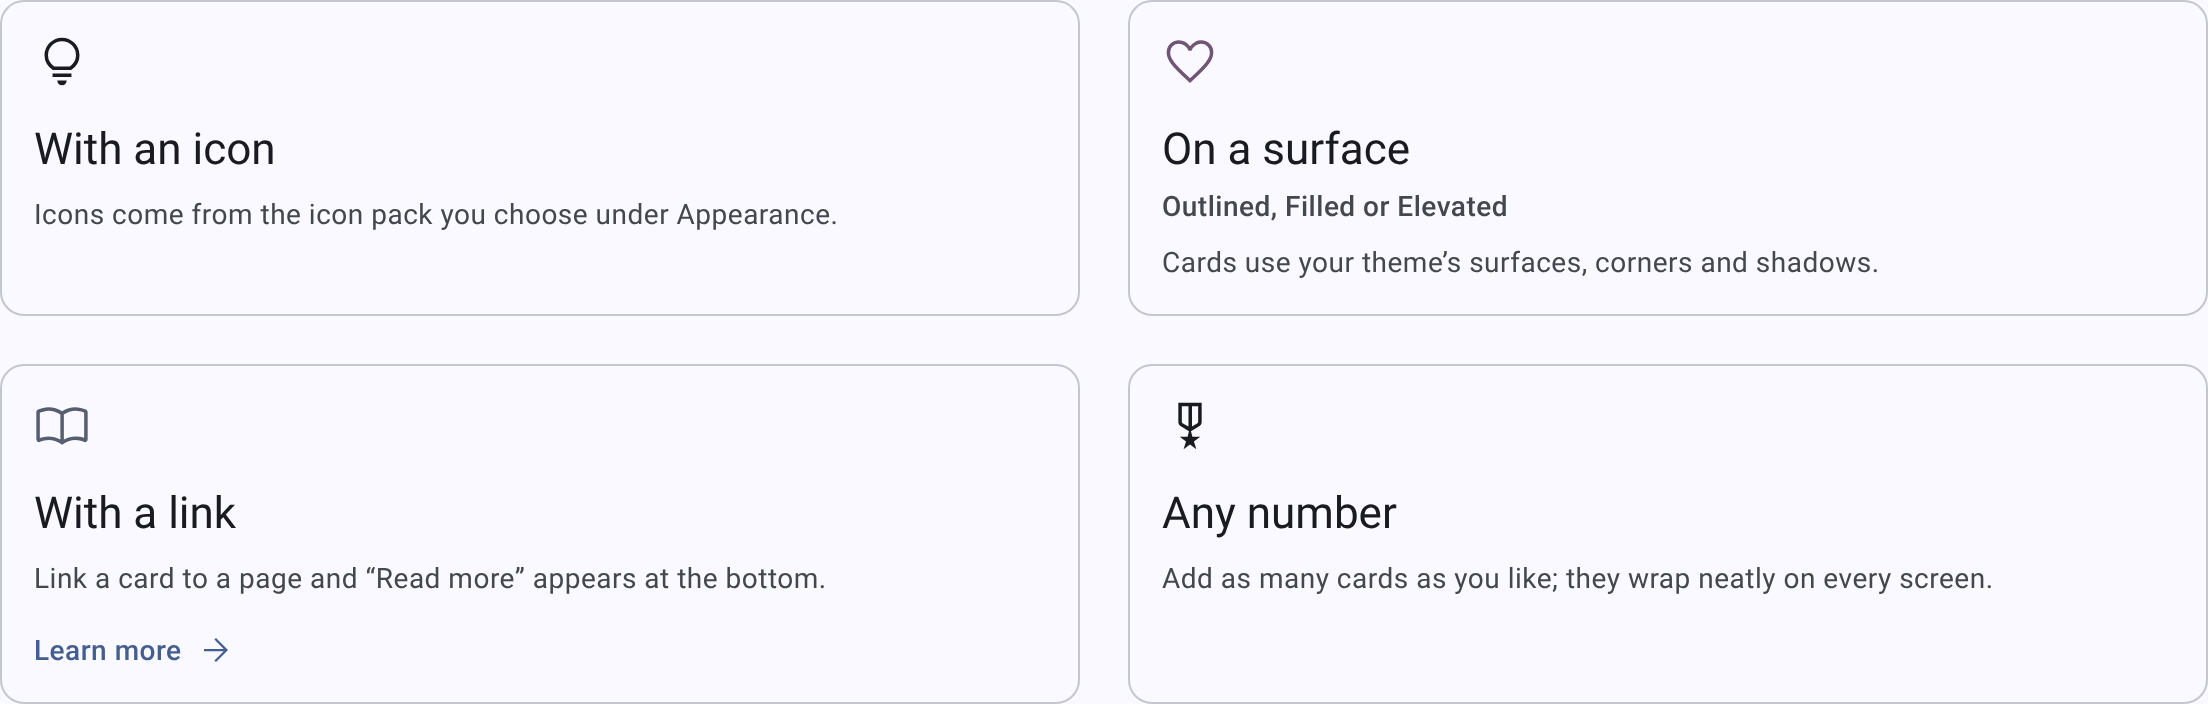 With an icon
Icons come from the icon pack you choose under Appearance.
On a surface
Outlined, Filled or Elevated
Cards use your theme’s surfaces, corners and shadows.
With a link
Link a card to a page and “Read more” appears at the bottom.
Learn more
Any number
Add as many cards as you like; they wrap neatly on every screen.